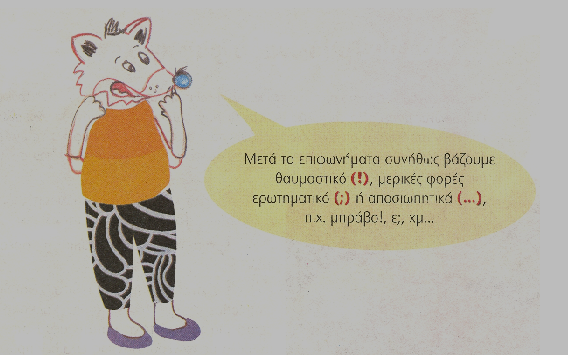 Μετά τα επιφωνήματα συνήθως βάζουμε
θαυμαστικό (!), μερικές φορές
ερωτηματικό (;) ή αποσιωπητικά (...),
π.χ. μπράβο!, ε;, χμ...